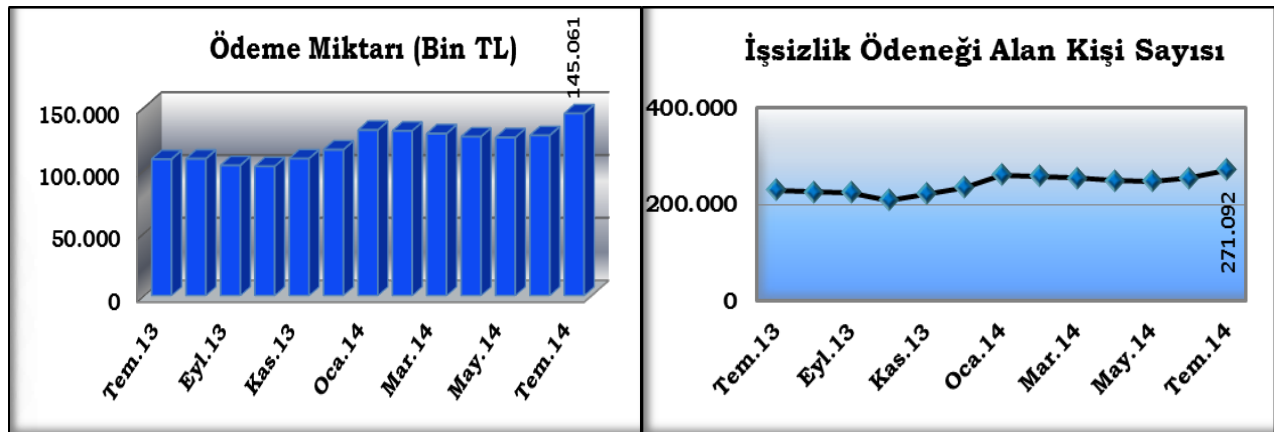 Ödeme Miktarı (Bin TL)
145.061
150.000
100.000
50.000
0
Tem.13
Eyl.13
Kas.13
Oca.14
Mar.14
May.14
Tem.14
İşsizlik Ödeneği Alan Kişi Sayısı
400.000
200.000
0
271.092
Tem.13
Eyl.13
Kas.13
Oca.14
Mar.14
May.14
Tem.14